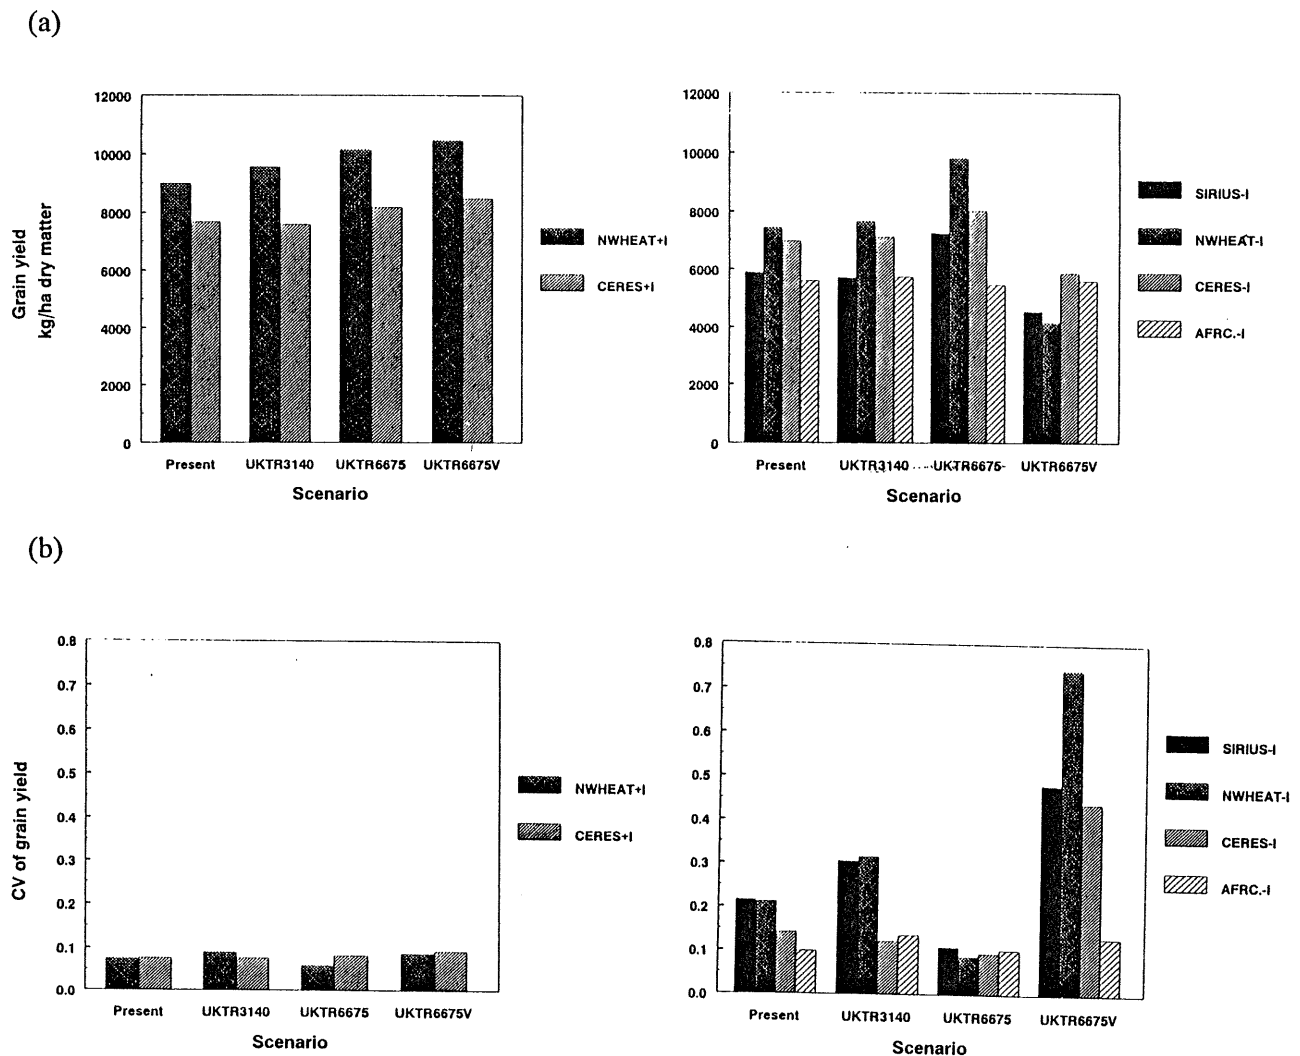 (a)
Grain yield
kg/ha dry matter
12000
10000
8000
6000
4000
2000
0
Present UKTR3140 UKTR6675 UKTR6675V
Scenario
NWHEAT+I
CERES+I
12000
10000
8000
6000
4000
2000
0
Present UKTR3140 UKTR6675 UKTR6675V
Scenario
SIRIUS-I
NWHEAT-I
CERES-I
AFRC.-I
(b)
CV of grain yield
0.8
0.7
0.6
0.5
0.4
0.3
0.2
0.1
0.0
Present UKTR3140 UKTR6675 UKTR6675V
Scenario
NWHEAT+I
CERES+I
0.8
0.7
0.6
0.5
0.4
0.3
0.2
0.1
0.0
Present UKTR3140 UKTR6675 UKTR6675V
Scenario
SIRIUS-I
NWHEAT-I
CERES-I
AFRC.-I